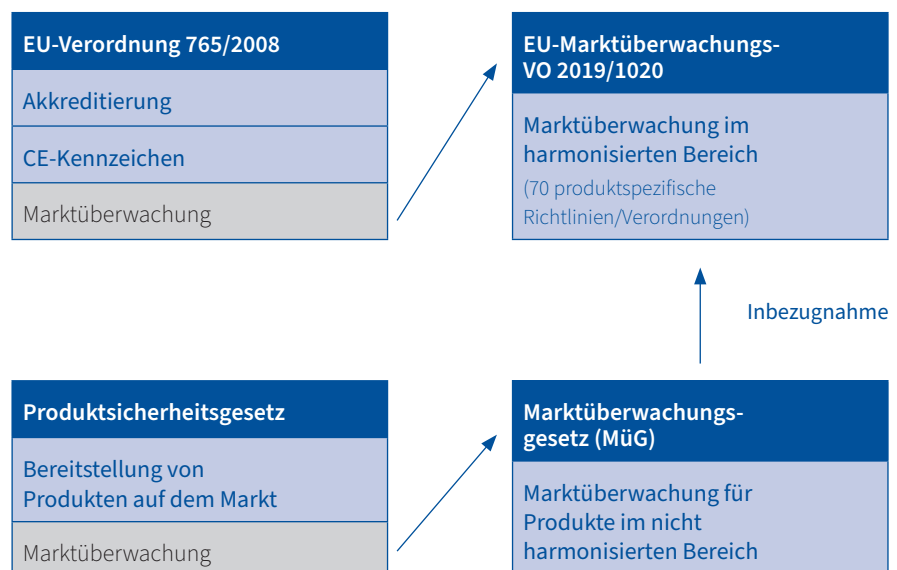 EU-Verordnung 765/2008
Akkreditierung
CE-Kennzeichen
Marktüberwachung
EU-Marktüberwachungs-
VO 2019/1020
Marktüberwachung im
harmonisierten Bereich
(70 produktspezifische
Richtlinien/Verordnungen)
Inbezugnahme
Produktsicherheitsgesetz
Bereitstellung von
Produkten auf dem Markt
Marktüberwachung
Marktüberwachungs-
gesetz (MüG)
Marktüberwachung für
Produkte im nicht
harmonisierten Bereich